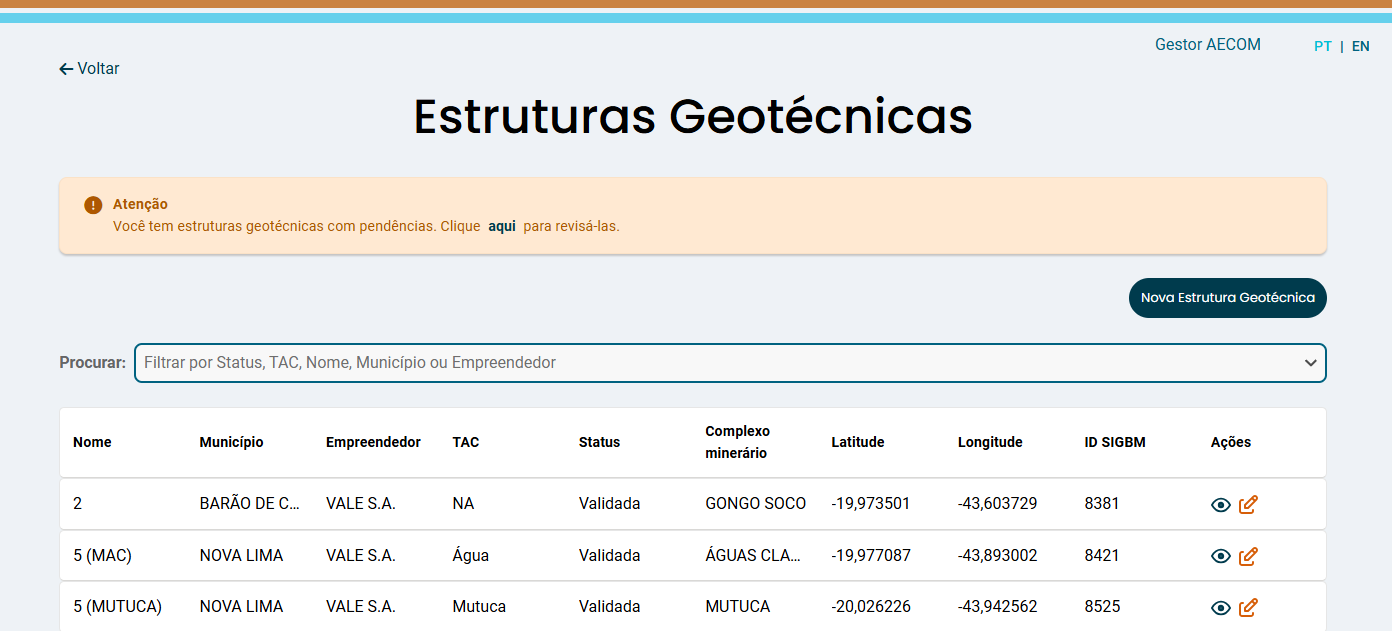 Gestor AECOM PT | EN
Voltar
Estruturas Geotécnicas
Atenção
Você tem estruturas geotécnicas com pendências. Clique aqui para revisá-las.
Nova Estrutura Geotécnica
Procurar: Filtrar por Status, TAC, Nome, Município ou Empreendedor
Nome Município Empreendedor TAC Status Complexo minerário Latitude Longitude ID SIGBM Ações
2 BARÃO DE C... VALE S.A. NA Validada GONGO SOCO -19,973501 -43,603729 8381
5 (MAC) NOVA LIMA VALE S.A. Água Validada ÁGUAS CLA... -19,977087 -43,893002 8421
5 (MUTUCA) NOVA LIMA VALE S.A. Mutuca Validada MUTUCA -20,026226 -43,942562 8525